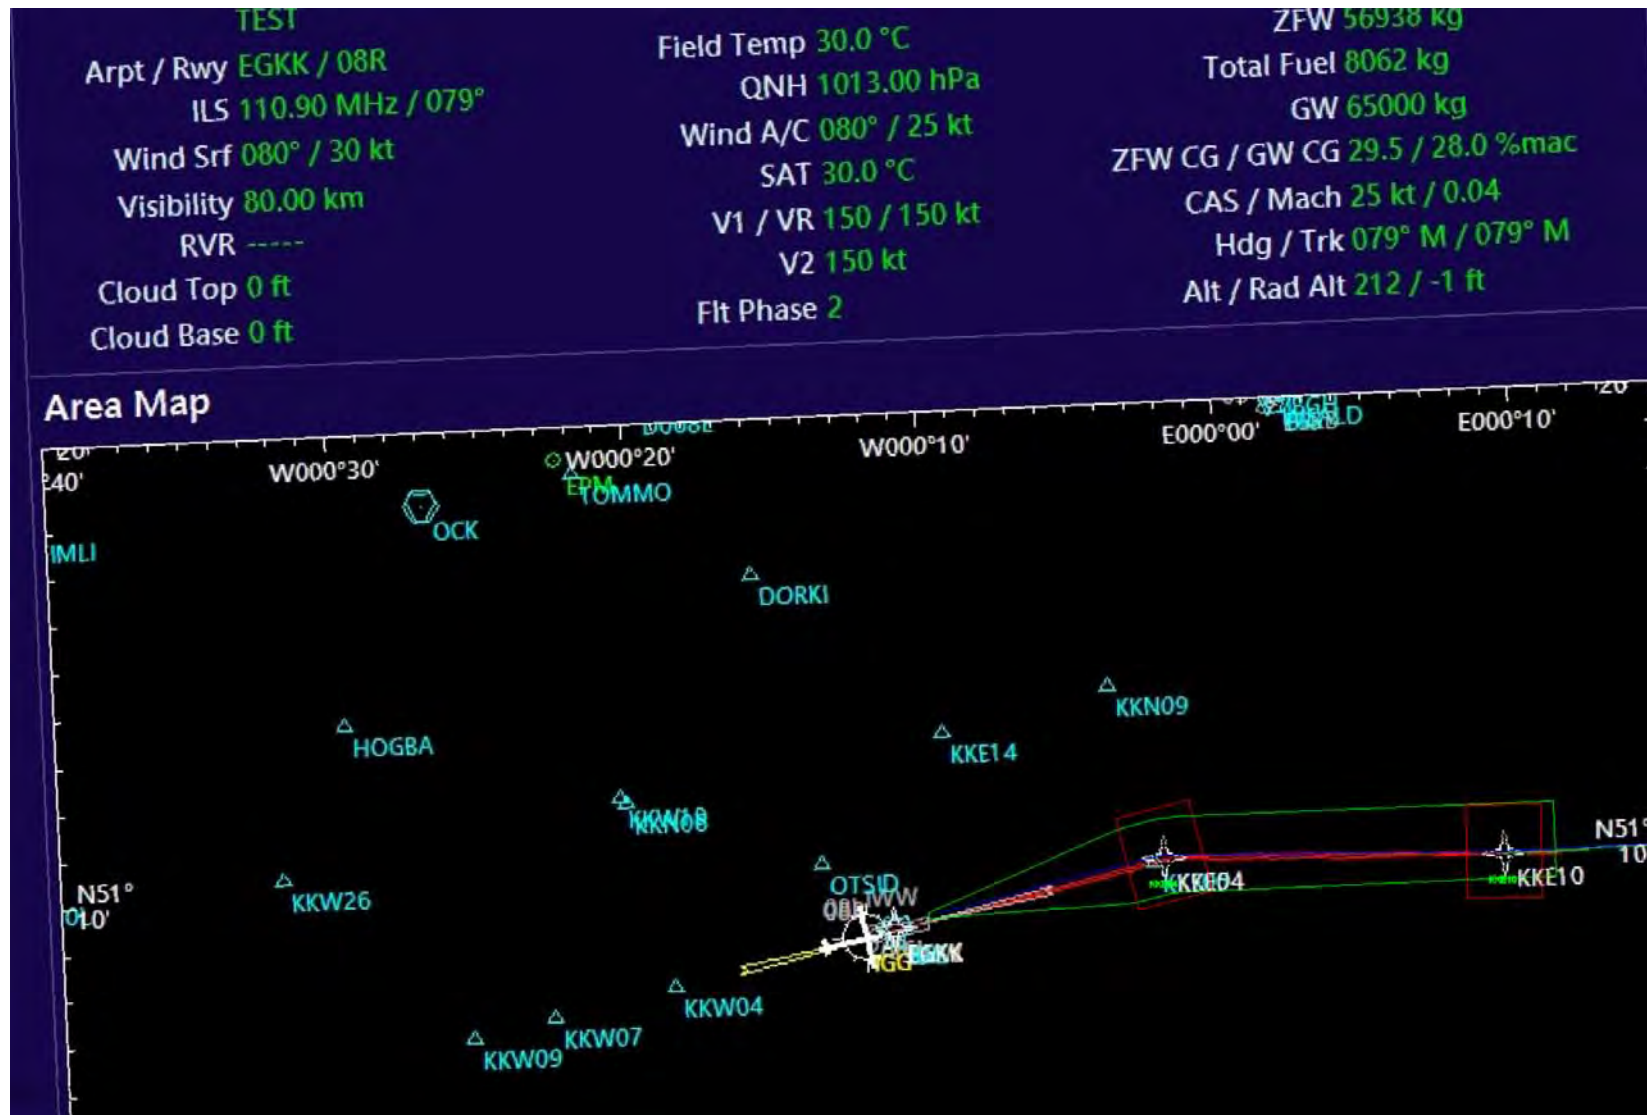 TEST
Arpt / Rwy EGKK / 08R
ILS 110.90 MHz / 079°
Wind Srf 080° / 30 kt
Visibility 80.00 km
RVR -----
Cloud Top 0 ft
Cloud Base 0 ft
Field Temp 30.0 °C
QNH 1013.00 hPa
Wind A/C 080° / 25 kt
SAT 30.0 °C
V1 / VR 150 / 150 kt
V2 150 kt
Flt Phase 2
ZFW 56938 kg
Total Fuel 8062 kg
GW 65000 kg
ZFW CG / GW CG 29.5 / 28.0 %mac
CAS / Mach 25 kt / 0.04
Hdg / Trk 079° M / 079° M
Alt / Rad Alt 212 / -1 ft
Area Map
W000°30'
W000°20'
W000°10'
E000°00'
E000°10'
EPM
TOMMO
OCK
IMLI
DORKI
KKN09
HOGBA
KKE14
KKW26
OTSID
N51°
10'
N51°
10
KKE04
KKE10
EGKK
IGG
KKW04
KKW07
KKW09